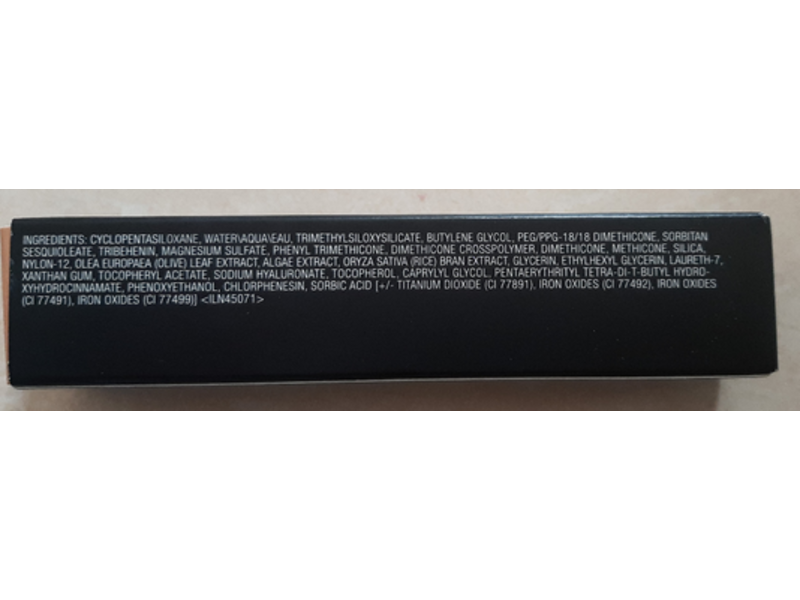 INGREDIENTS: CYCLOPENTASILOXANE, WATER\AQUA\EAU, TRIMETHYLSILOXYSILICATE, BUTYLENE GLYCOL, PEG/PPG-18/18 DIMETHICONE, SORBITAN
SESQUIOLEATE, TRIBEHENIN, MAGNESIUM SULFATE, PHENYL TRIMETHICONE, DIMETHICONE CROSSPOLYMER, DIMETHICONE, METHICONE, SILICA,
NYLON-12, OLEA EUROPAEA (OLIVE) LEAF EXTRACT, ALGAE EXTRACT, ORYZA SATIVA (RICE) BRAN EXTRACT, GLYCERIN, ETHYLHEXYL GLYCERIN, LAURETH-7,
XANTHAN GUM, TOCOPHERYL ACETATE, SODIUM HYALURONATE, TOCOPHEROL, CAPRYLYL GLYCOL, PENTAERYTHRITYL TETRA-DI-T-BUTYL HYDRO-
XYHYDROCINNAMATE, PHENOXYETHANOL, CHLORPHENESIN, SORBIC ACID [+/- TITANIUM DIOXIDE (CI 77891), IRON OXIDES (CI 77492), IRON OXIDES
(CI 77491), IRON OXIDES (CI 77499)] <ILN45071>